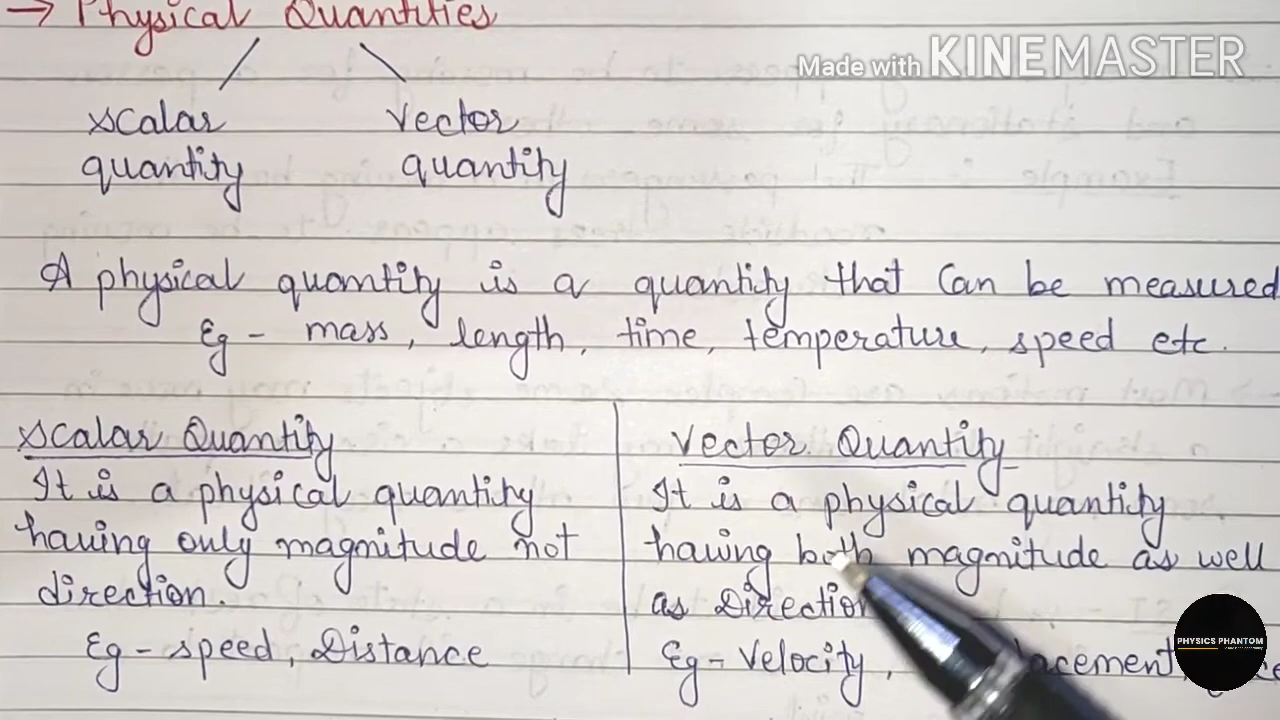 → Physical Quantities
Made with KINEMASTER
Scalar Vector
quantity quantity
A physical quantity is a quantity that can be measured
Eg - mass, length, time, temperature, speed etc.
Scalar Quantity
It is a physical quantity
having only magnitude not
direction.
Eg - speed, Distance
Vector Quantity
It is a physical quantity
having both magnitude as well
as Direction
Eg - Velocity, lacement,
PHYSICS PHANTOM